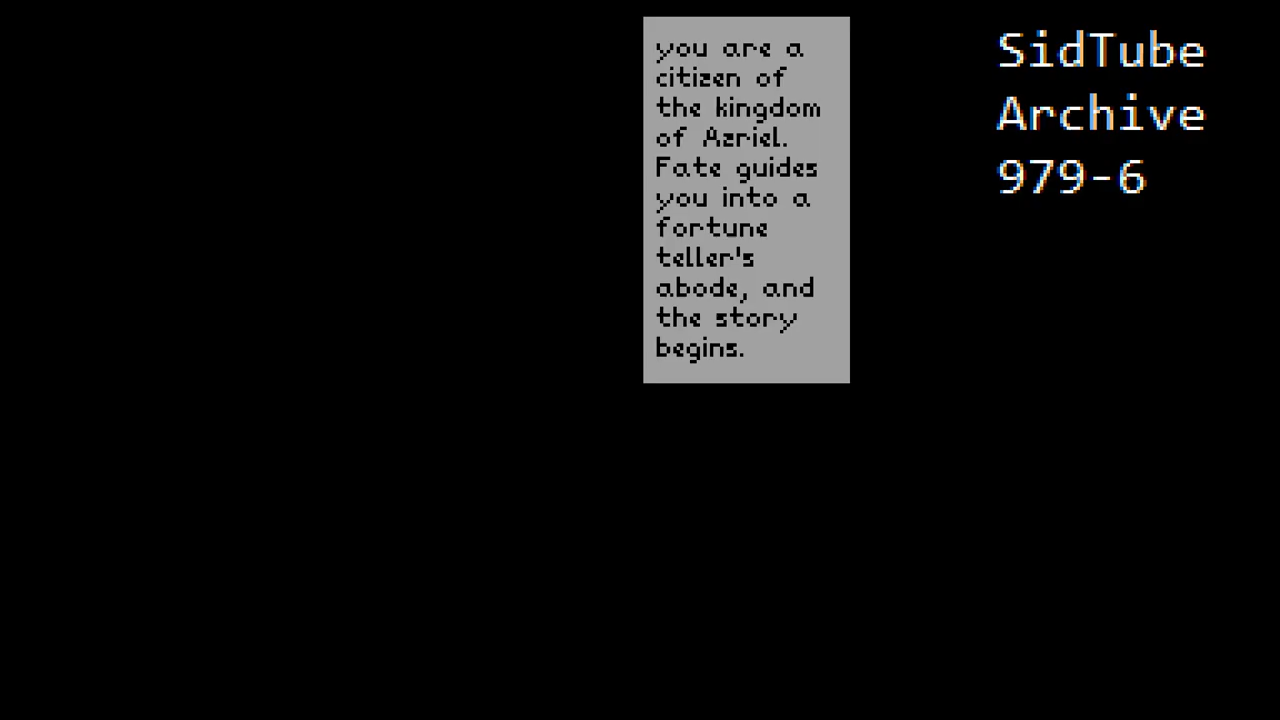 you are a
citizen of
the kingdom
of Azriel.
Fate guides
you into a
fortune
teller's
abode, and
the story
begins.
SidTube
Archive
979-6